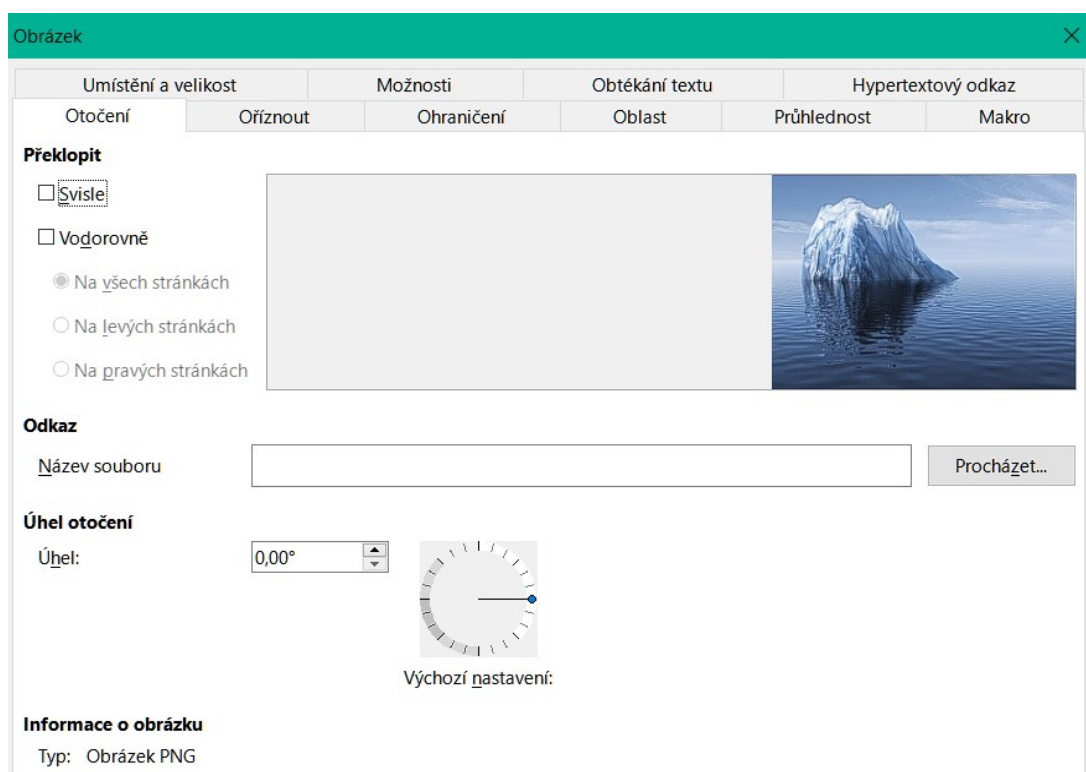 Obrázek
Umístění a velikost Možnosti Obtékání textu Hypertextový odkaz
Otočení Oříznout Ohraničení Oblast Průhlednost Makro
Překlopit
Svisle
Vodorovně
Na všech stránkách
Na levých stránkách
Na pravých stránkách
Odkaz
Název souboru Procházet...
Úhel otočení
Úhel: 0,00°
Výchozí nastavení:
Informace o obrázku
Typ: Obrázek PNG